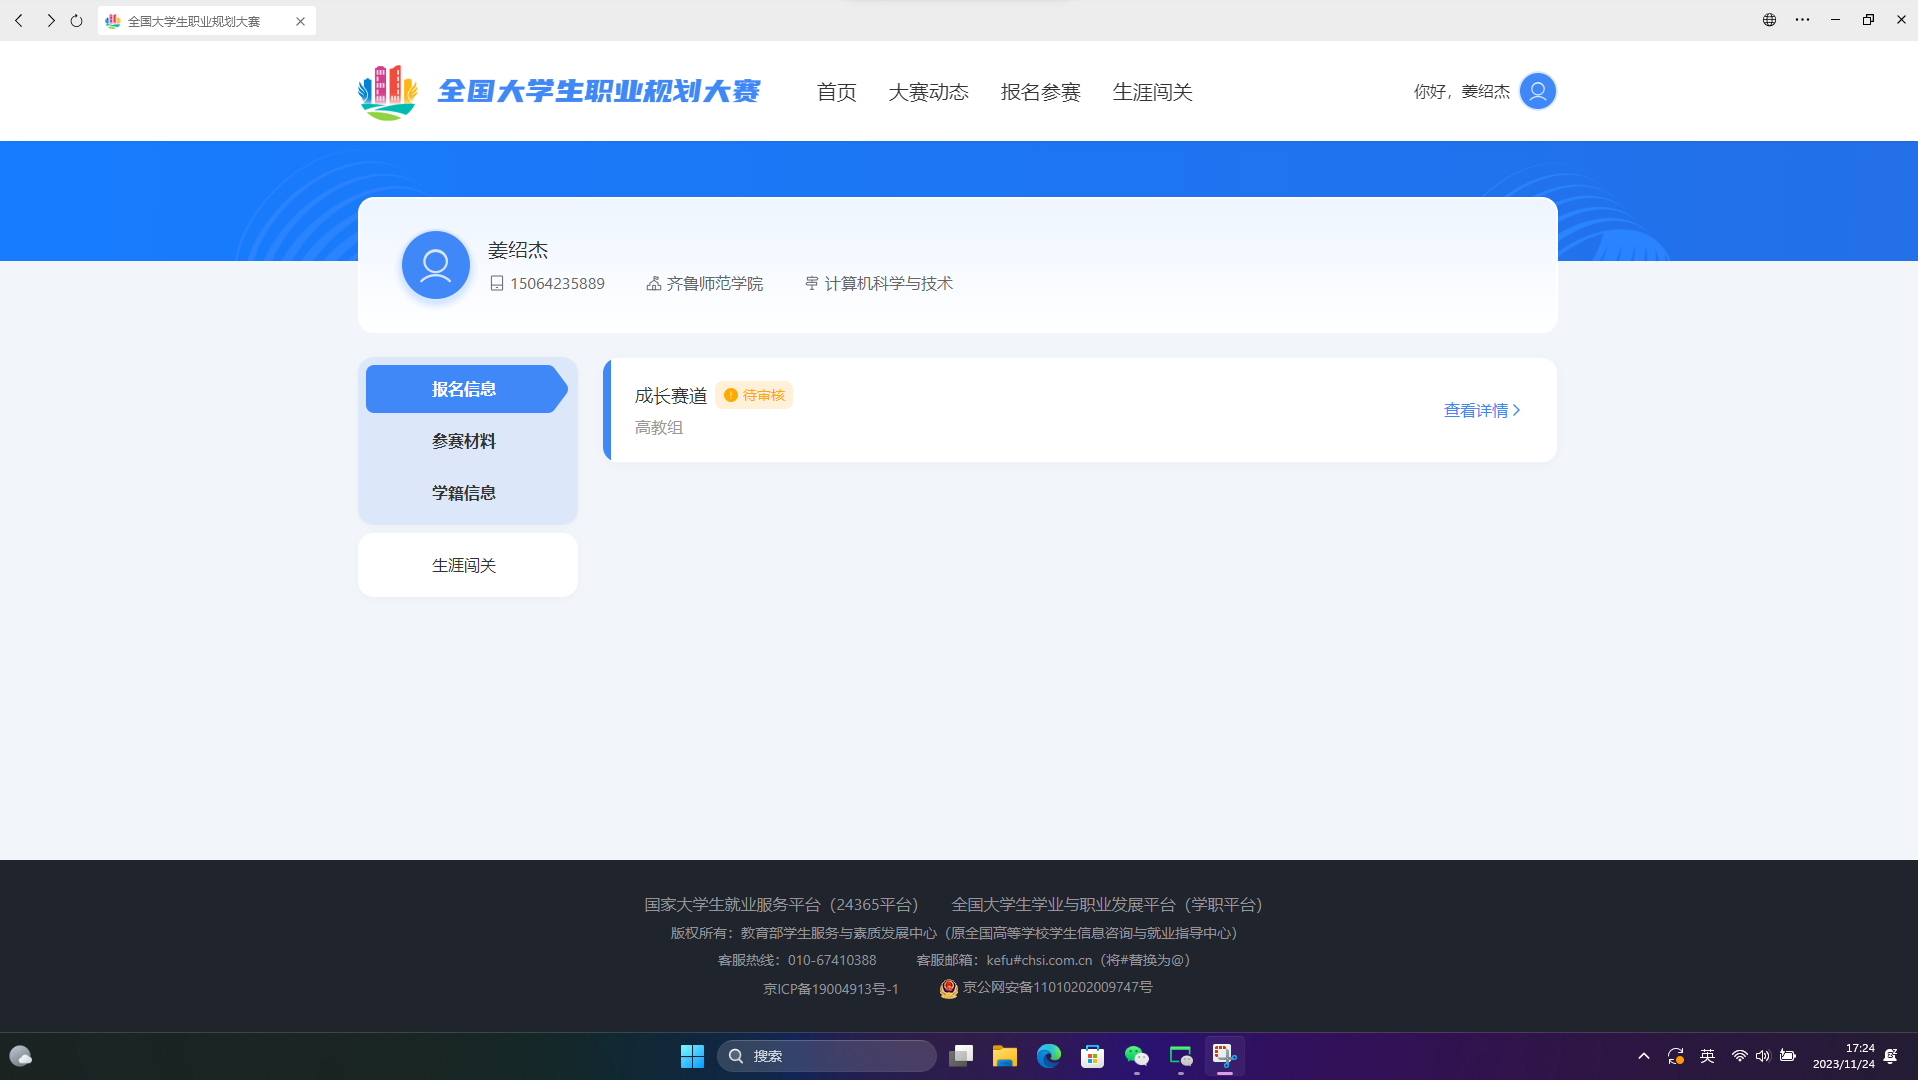 全国大学生职业规划大赛
全国大学生职业规划大赛 首页 大赛动态 报名参赛 生涯闯关 你好，姜绍杰
姜绍杰
15064235889 齐鲁师范学院 计算机科学与技术
报名信息
参赛材料
学籍信息
生涯闯关
成长赛道 待审核
高教组
查看详情
国家大学生就业服务平台（24365平台） 全国大学生学业与职业发展平台（学职平台）
版权所有：教育部学生服务与素质发展中心（原全国高等学校学生信息咨询与就业指导中心）
客服热线：010-67410388 客服邮箱：kefu#chsi.com.cn（将#替换为@）
京ICP备19004913号-1 京公网安备11010202009747号
搜索
英
17:24
2023/11/24